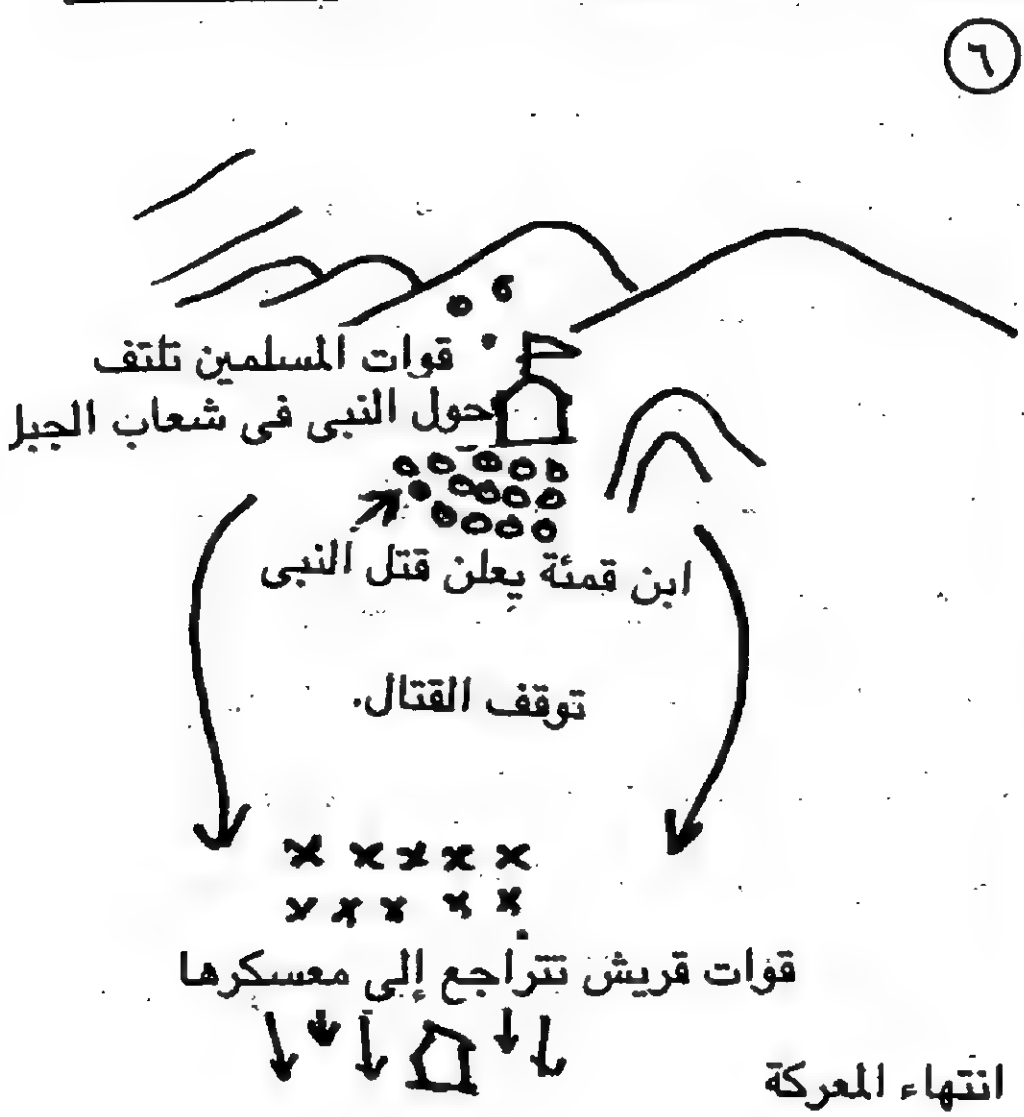 ٦
قوات المسلمين تلتف
حول النبى فى شعاب الجبل
ابن قمئة يعلن قتل النبى
توقف القتال.
قوات قريش تتراجع إلى معسكرها
انتهاء المعركة